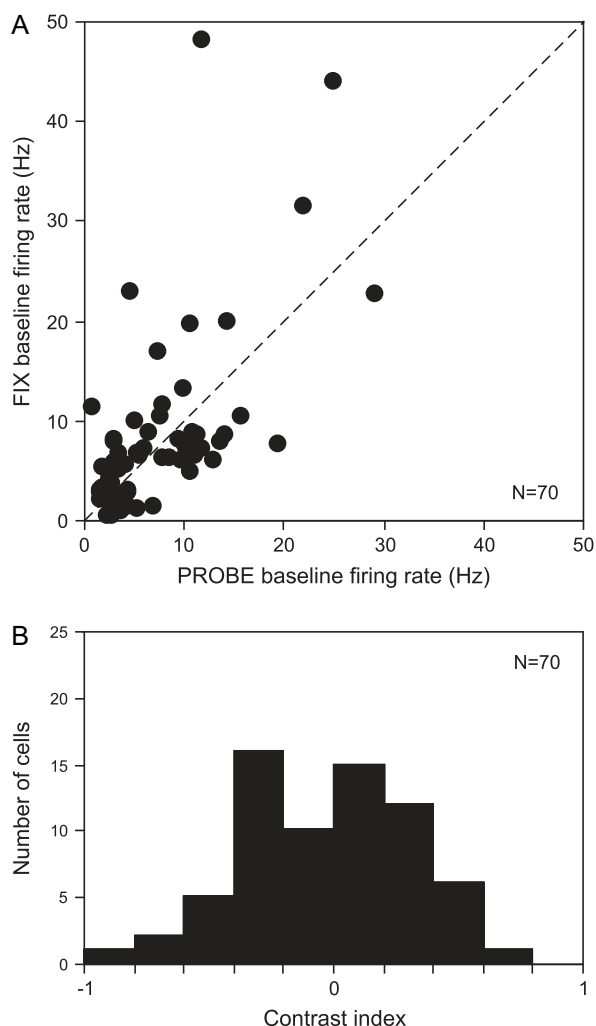 A
50
40
30
20
10
0
FIX baseline firing rate (Hz)
N=70
0 10 20 30 40 50
PROBE baseline firing rate (Hz)
B
25
20
15
10
5
0
Number of cells
N=70
-1 0 1
Contrast index